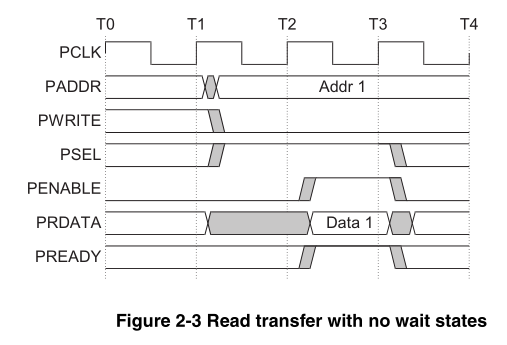 T0 T1 T2 T3 T4
PCLK
PADDR Addr 1
PWRITE
PSEL
PENABLE
PRDATA Data 1
PREADY
Figure 2-3 Read transfer with no wait states